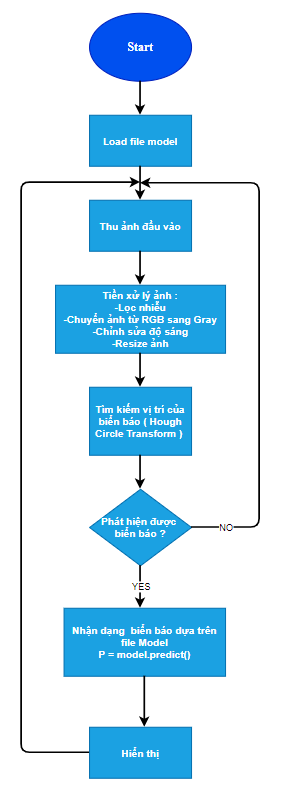 Start
Load file model
Thu ảnh đầu vào
Tiền xử lý ảnh :
-Lọc nhiễu
-Chuyển ảnh từ RGB sang Gray
-Chỉnh sửa độ sáng
-Resize ảnh
Tìm kiếm vị trí của
biển báo ( Hough
Circle Transform )
Phát hiện được
biển báo ?
NO
YES
Nhận dạng biển báo dựa trên
file Model
P = model.predict()
Hiển thị